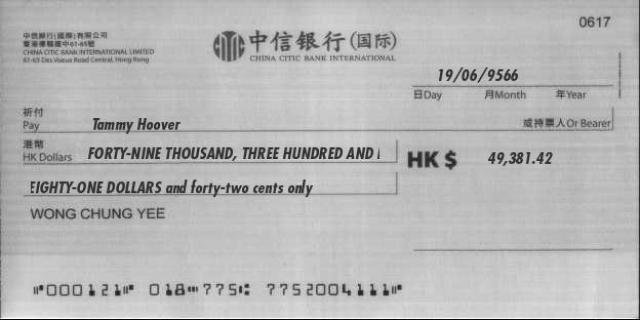 0617
中信銀行(國際)有限公司
香港德輔道中61-65號
CHINA CITIC BANK INTERNATIONAL LIMITED
61-65 Des Voeux Road Central, Hong Kong
中信银行(国际)
CHINA CITIC BANK INTERNATIONAL
19/06/9566
日Day 月Month 年Year
祈付
Pay Tammy Hoover 或持票人Or Bearer
港幣
HK Dollars FORTY-NINE THOUSAND, THREE HUNDRED AND HK $ 49,381.42
EIGHTY-ONE DOLLARS and forty-two cents only
WONG CHUNG YEE
⑈000121⑈ 018⑉775⑆ 7752004111⑈